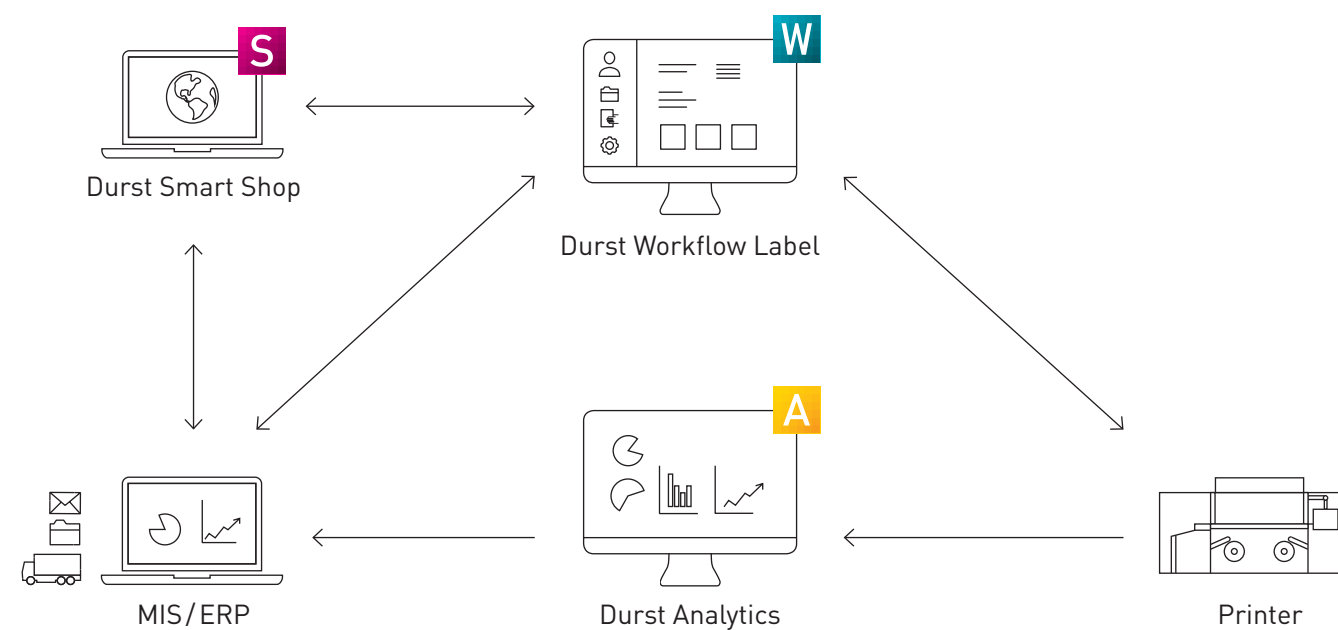 S
W
Durst Smart Shop
Durst Workflow Label
A
MIS/ERP
Durst Analytics
Printer